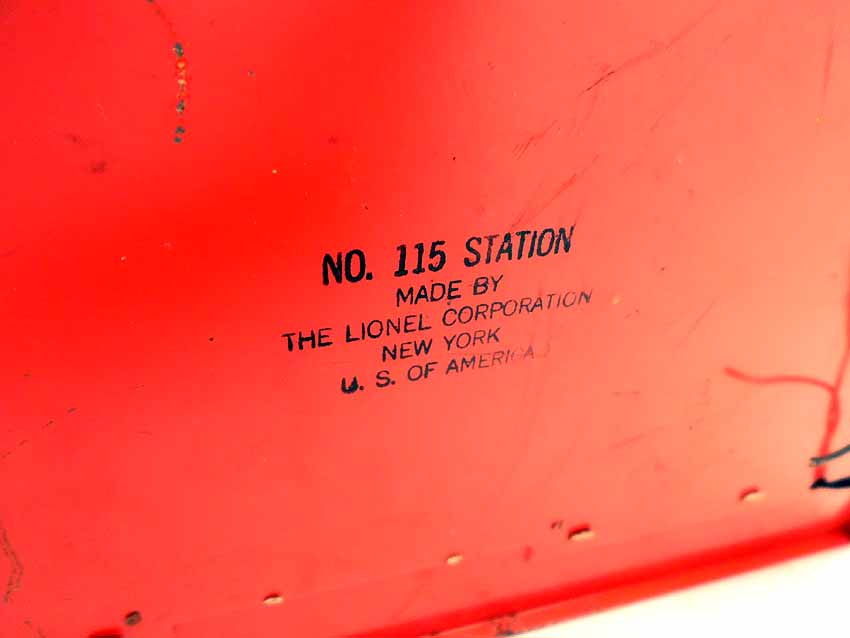 NO. 115 STATION
MADE BY
THE LIONEL CORPORATION
NEW YORK
U. S. OF AMERICA